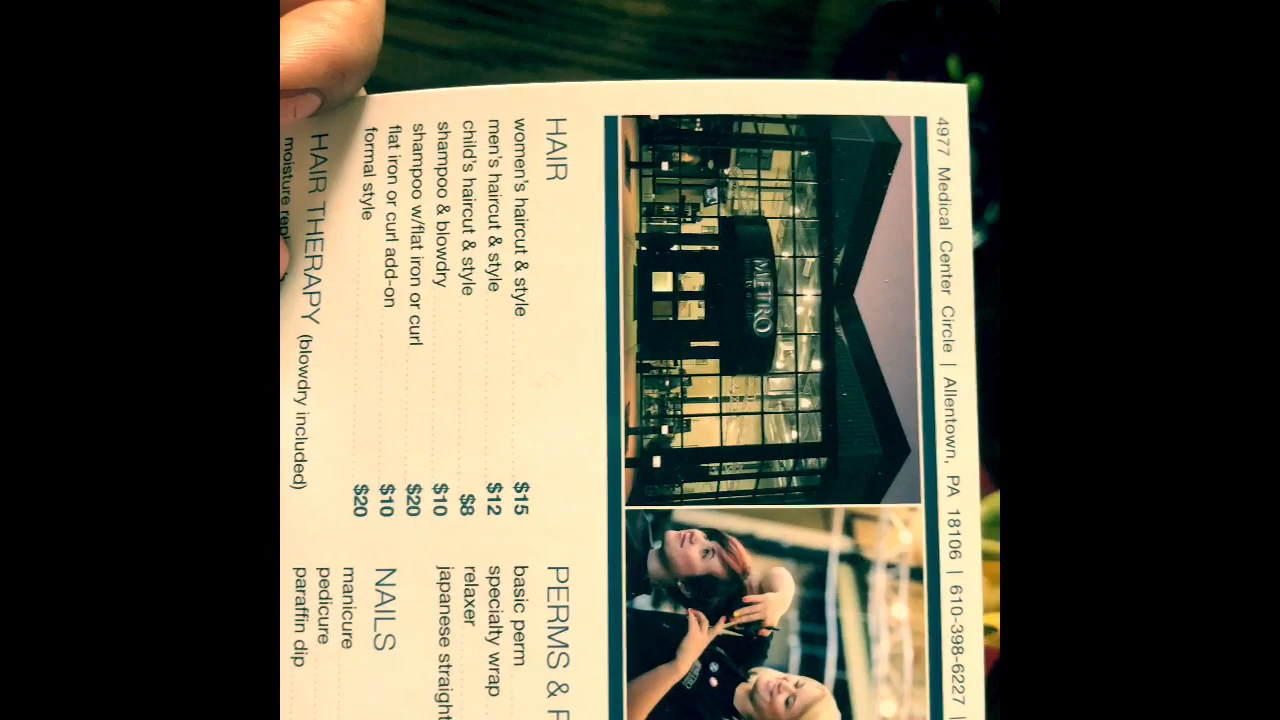 4977 Medical Center Circle | Allentown, PA 18106 | 610-398-6227 |
METRO
HAIR
women's haircut & style $15
men's haircut & style $12
child's haircut & style $8
shampoo & blowdry $10
shampoo w/flat iron or curl $20
flat iron or curl add-on $10
formal style $20
HAIR THERAPY (blowdry included)
moisture
PERMS &
basic perm
specialty wrap
relaxer
japanese straight
NAILS
manicure
pedicure
paraffin dip